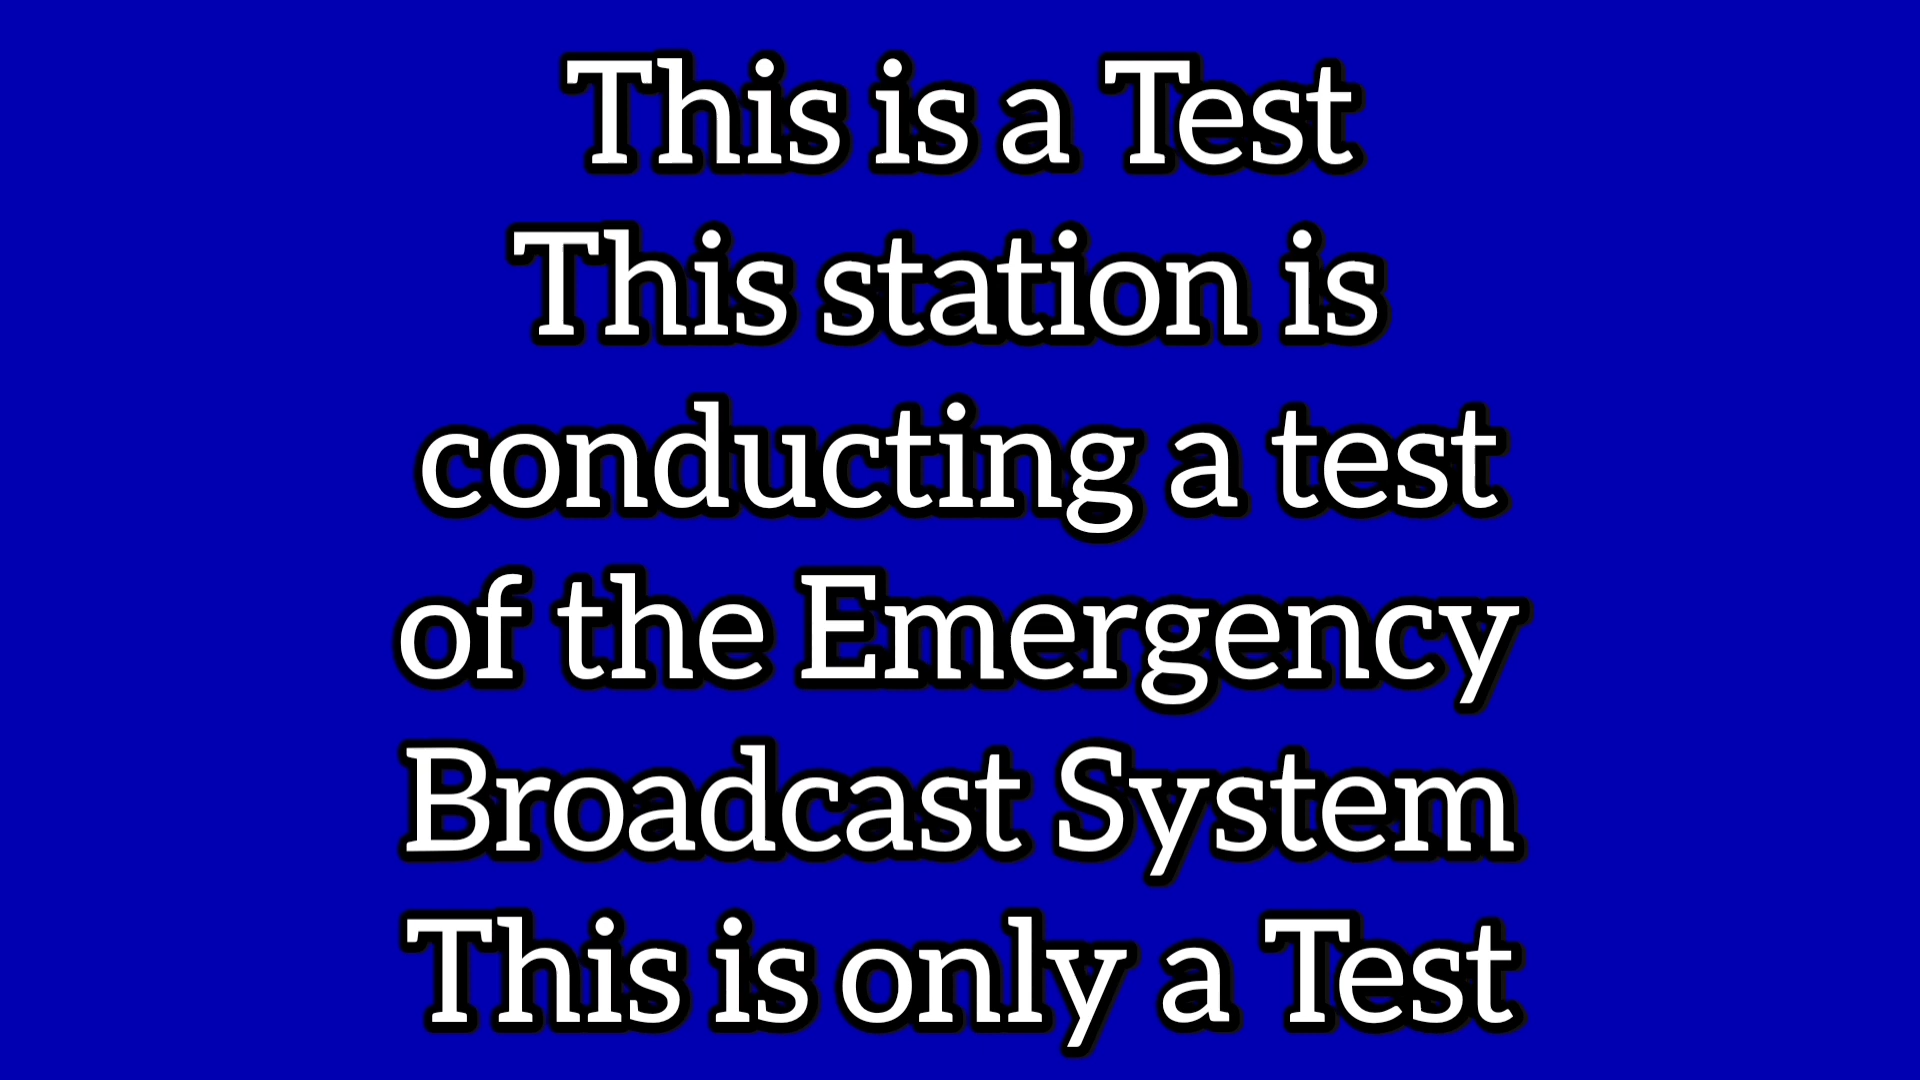 This is a Test
This station is
conducting a test
of the Emergency
Broadcast System
This is only a Test